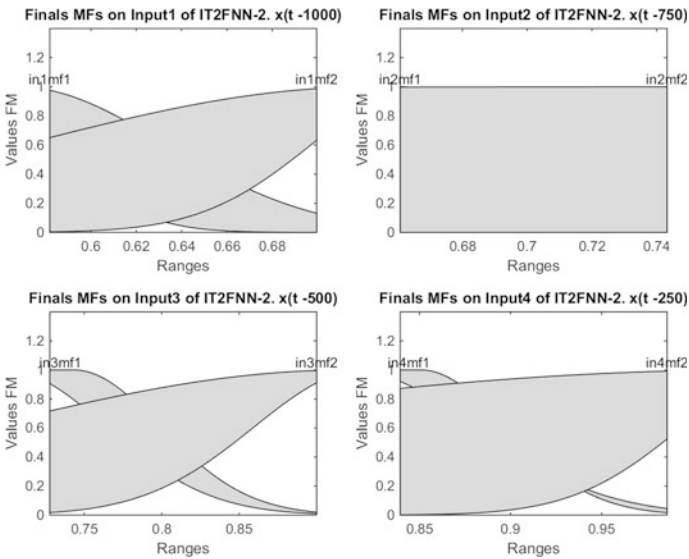 Finals MFs on Input1 of IT2FNN-2. x(t -1000)
in1mf1
in1mf2
1.2
1
0.8
0.6
0.4
0.2
0
Values FM
0.6
0.62
0.64
0.66
0.68
Ranges
Finals MFs on Input2 of IT2FNN-2. x(t -750)
in2mf1
in2mf2
1.2
1
0.8
0.6
0.4
0.2
0
Values FM
0.68
0.7
0.72
0.74
Ranges
Finals MFs on Input3 of IT2FNN-2. x(t -500)
in3mf1
in3mf2
1.2
1
0.8
0.6
0.4
0.2
0
Values FM
0.75
0.8
0.85
Ranges
Finals MFs on Input4 of IT2FNN-2. x(t -250)
in4mf1
in4mf2
1.2
1
0.8
0.6
0.4
0.2
0
Values FM
0.85
0.9
0.95
Ranges